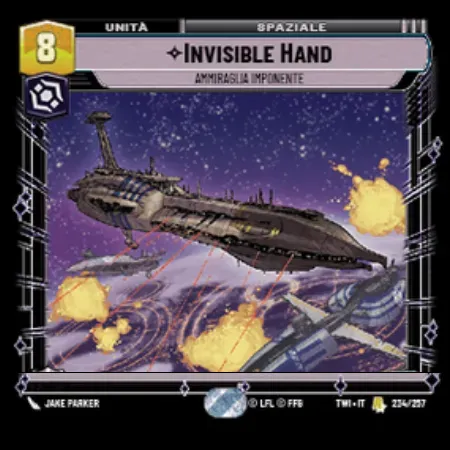 8
UNITÀ
SPAZIALE
INVISIBLE HAND
AMMIRAGLIA IMPONENTE
JAKE PARKER
© LFL © FFG
TWI • IT
234/257